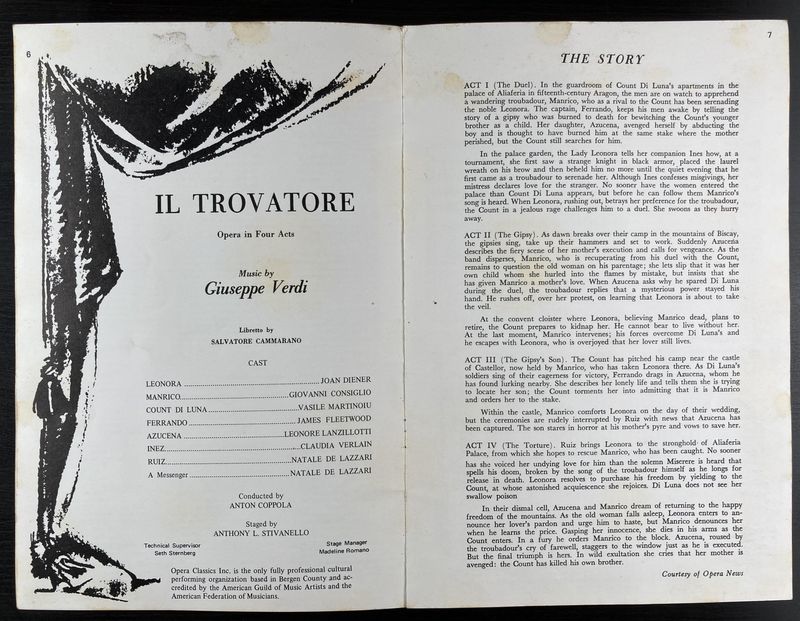 6
IL TROVATORE
Opera in Four Acts
Music by
Giuseppe Verdi
Libretto by
SALVATORE CAMMARANO
CAST
LEONORA ........ JOAN DIENER
MANRICO ........ GIOVANNI CONSIGLIO
COUNT DI LUNA ........ VASILE MARTINOIU
FERRANDO ........ JAMES FLEETWOOD
AZUCENA ........ LEONORE LANZILLOTTI
INEZ ........ CLAUDIA VERLAIN
RUIZ ........ NATALE DE LAZZARI
A Messenger ........ NATALE DE LAZZARI
Conducted by
ANTON COPPOLA
Staged by
ANTHONY L. STIVANELLO
Technical Supervisor
Seth Sternberg
Stage Manager
Madeline Romano
Opera Classics Inc. is the only fully professional cultural
performing organization based in Bergen County and ac-
credited by the American Guild of Music Artists and the
American Federation of Musicians.
7
THE STORY
ACT I (The Duel). In the guardroom of Count Di Luna's apartments in the
palace of Aliaferia in fifteenth-century Aragon, the men are on watch to apprehend
a wandering troubadour, Manrico, who as a rival to the Count has been serenading
the noble Leonora. The captain, Ferrando, keeps his men awake by telling the
story of a gipsy who was burned to death for bewitching the Count's younger
brother as a child. Her daughter, Azucena, avenged herself by abducting the
boy and is thought to have burned him at the same stake where the mother
perished, but the Count still searches for him.
In the palace garden, the Lady Leonora tells her companion Ines how, at a
tournament, she first saw a strange knight in black armor, placed the laurel
wreath on his brow and then beheld him no more until the quiet evening that he
first came as a troubadour to serenade her. Although Ines confesses misgivings, her
mistress declares love for the stranger. No sooner have the women entered the
palace than Count Di Luna appears, but before he can follow them Manrico's
song is heard. When Leonora, rushing out, betrays her preference for the troubadour,
the Count in a jealous rage challenges him to a duel. She swoons as they hurry
away.
ACT II (The Gipsy). As dawn breaks over their camp in the mountains of Biscay,
the gipsies sing, take up their hammers and set to work. Suddenly Azucena
describes the fiery scene of her mother's execution and calls for vengeance. As the
band disperses, Manrico, who is recuperating from his duel with the Count,
remains to question the old woman on his parentage; she lets slip that it was her
own child whom she hurled into the flames by mistake, but insists that she
has given Manrico a mother's love. When Azucena asks why he spared Di Luna
during the duel, the troubadour replies that a mysterious power stayed his
hand. He rushes off, over her protest, on learning that Leonora is about to take
the veil.
At the convent cloister where Leonora, believing Manrico dead, plans to
retire, the Count prepares to kidnap her. He cannot bear to live without her.
At the last moment, Manrico intervenes; his forces overcome Di Luna's and
he escapes with Leonora, who is overjoyed that her lover still lives.
ACT III (The Gipsy's Son). The Count has pitched his camp near the castle
of Castellor, now held by Manrico, who has taken Leonora there. As Di Luna's
soldiers sing of their eagerness for victory, Ferrando drags in Azucena, whom he
has found lurking nearby. She describes her lonely life and tells them she is trying
to locate her son; the Count torments her into admitting that it is Manrico
and orders her to the stake.
Within the castle, Manrico comforts Leonora on the day of their wedding,
but the ceremonies are rudely interrupted by Ruiz with news that Azucena has
been captured. The son stares in horror at his mother's pyre and vows to save her.
ACT IV (The Torture). Ruiz brings Leonora to the stronghold of Aliaferia
Palace, from which she hopes to rescue Manrico, who has been caught. No sooner
has she voiced her undying love for him than the solemn Miserere is heard that
spells his doom, broken by the song of the troubadour himself as he longs for
release in death. Leonora resolves to purchase his freedom by yielding to the
Count, at whose astonished acquiescence she rejoices. Di Luna does not see her
swallow poison
In their dismal cell, Azucena and Manrico dream of returning to the happy
freedom of the mountains. As the old woman falls asleep, Leonora enters to an-
nounce her lover's pardon and urge him to haste, but Manrico denounces her
when he learns the price. Gasping her innocence, she dies in his arms as the
Count enters. In a fury he orders Manrico to the block. Azucena, roused by
the troubadour's cry of farewell, staggers to the window just as he is executed.
But the final triumph is hers. In wild exultation she cries that her mother is
avenged: the Count has killed his own brother.
Courtesy of Opera News